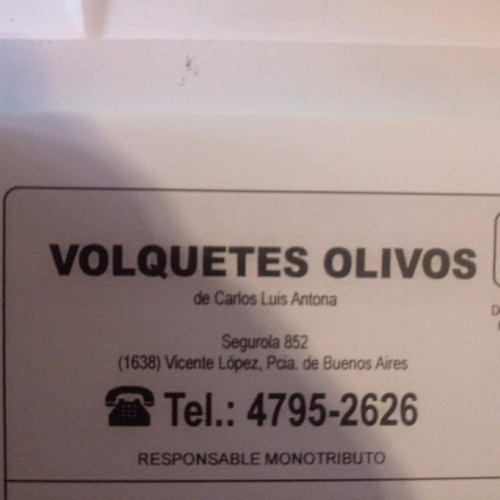 VOLQUETES OLIVOS
de Carlos Luis Antona
Segurola 852
(1638) Vicente López, Pcia. de Buenos Aires
Tel.: 4795-2626
RESPONSABLE MONOTRIBUTO